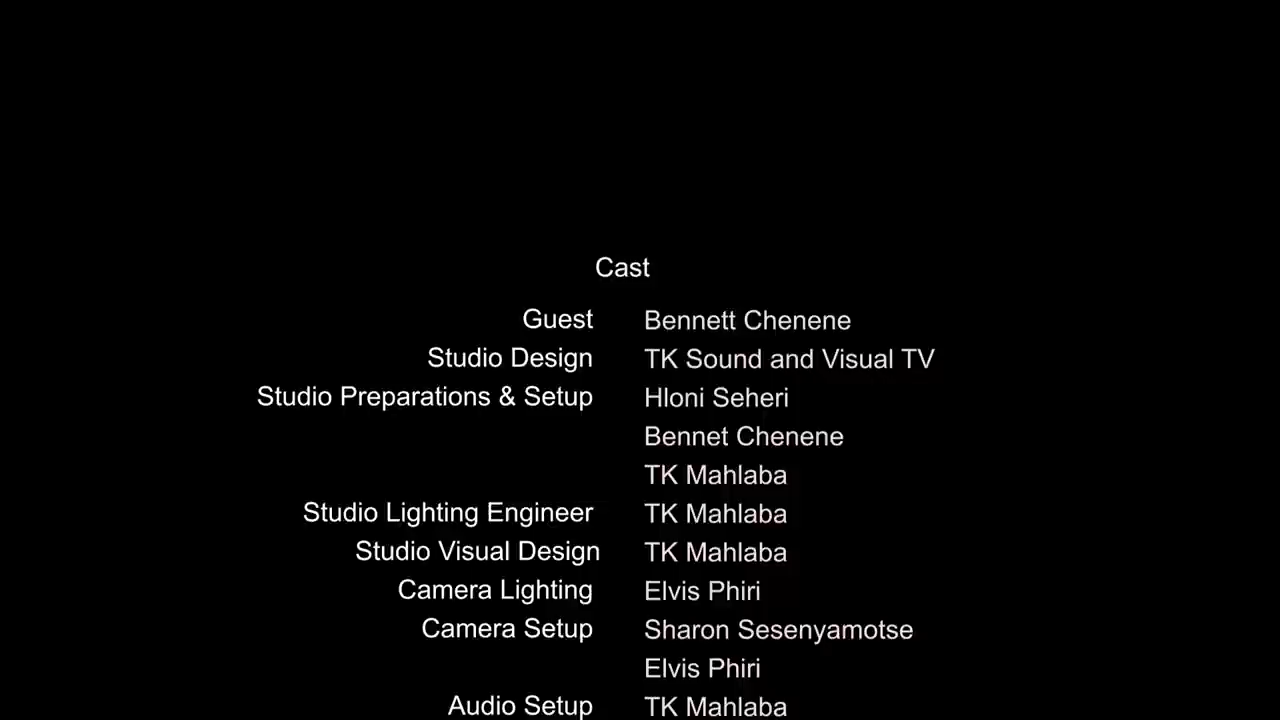 Cast
Guest Bennett Chenene
Studio Design TK Sound and Visual TV
Studio Preparations & Setup Hloni Seheri
Bennet Chenene
TK Mahlaba
Studio Lighting Engineer TK Mahlaba
Studio Visual Design TK Mahlaba
Camera Lighting Elvis Phiri
Camera Setup Sharon Sesenyamotse
Elvis Phiri
Audio Setup TK Mahlaba